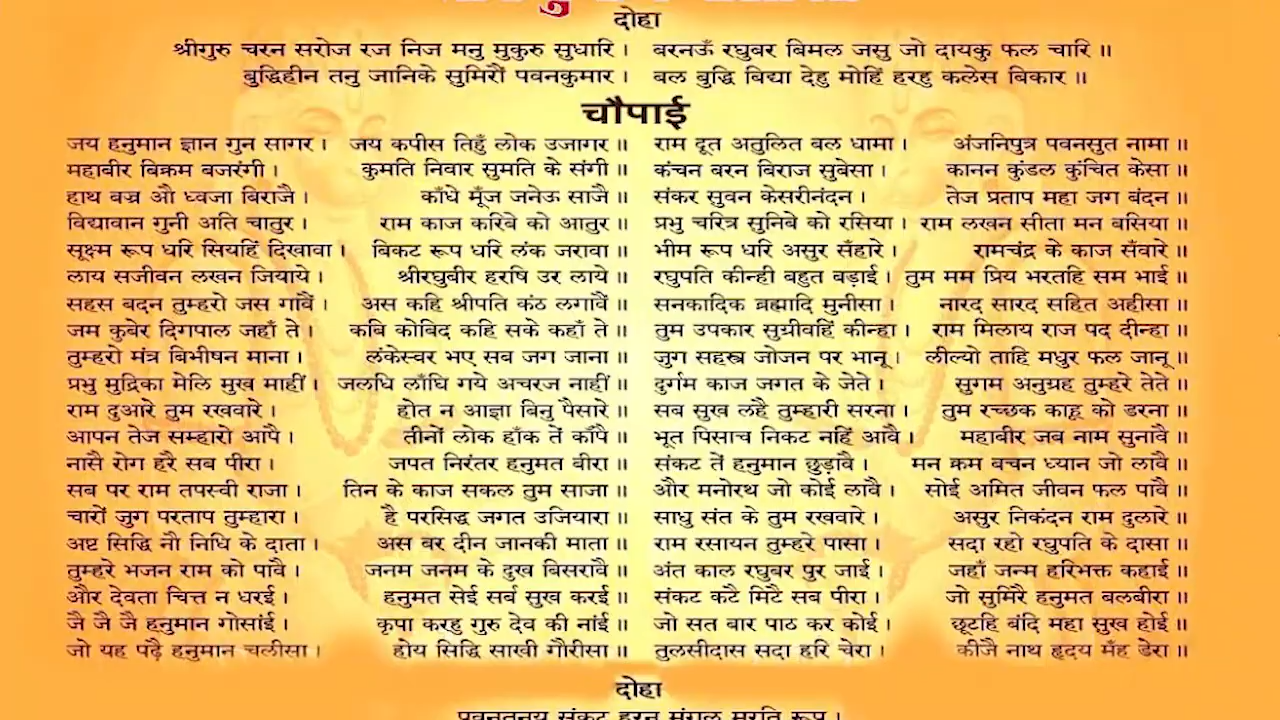 दोहा
श्रीगुरु चरन सरोज रज निज मनु मुकुरु सुधारि। बरनऊँ रघुबर बिमल जसु जो दायकु फल चारि॥
बुद्धिहीन तनु जानिके सुमिरौं पवनकुमार। बल बुद्धि बिद्या देहु मोहिं हरहु कलेस बिकार॥
चौपाई
जय हनुमान ज्ञान गुन सागर। जय कपीस तिहुँ लोक उजागर॥ राम दूत अतुलित बल धामा। अंजनिपुत्र पवनसुत नामा॥
महाबीर बिक्रम बजरंगी। कुमति निवार सुमति के संगी॥ कंचन बरन बिराज सुबेसा। कानन कुंडल कुंचित केसा॥
हाथ बज्र औ ध्वजा बिराजै। काँधे मूँज जनेऊ साजै॥ संकर सुवन केसरीनंदन। तेज प्रताप महा जग बंदन॥
विद्यावान गुनी अति चातुर। राम काज करिबे को आतुर॥ प्रभु चरित्र सुनिबे को रसिया। राम लखन सीता मन बसिया॥
सूक्ष्म रूप धरि सियहिं दिखावा। बिकट रूप धरि लंक जरावा॥ भीम रूप धरि असुर सँहारे। रामचंद्र के काज सँवारे॥
लाय सजीवन लखन जियाये। श्रीरघुबीर हरषि उर लाये॥ रघुपति कीन्ही बहुत बड़ाई। तुम मम प्रिय भरतहि सम भाई॥
सहस बदन तुम्हरो जस गावैं। अस कहि श्रीपति कंठ लगावैं॥ सनकादिक ब्रह्मादि मुनीसा। नारद सारद सहित अहीसा॥
जम कुबेर दिगपाल जहाँ ते। कबि कोबिद कहि सके कहाँ ते॥ तुम उपकार सुग्रीवहिं कीन्हा। राम मिलाय राज पद दीन्हा॥
तुम्हरो मंत्र बिभीषन माना। लंकेस्वर भए सब जग जाना॥ जुग सहस्त्र जोजन पर भानू। लील्यो ताहि मधुर फल जानू॥
प्रभु मुद्रिका मेलि मुख माहीं। जलधि लाँघि गये अचरज नाहीं॥ दुर्गम काज जगत के जेते। सुगम अनुग्रह तुम्हरे तेते॥
राम दुआरे तुम रखवारे। होत न आज्ञा बिनु पैसारे॥ सब सुख लहै तुम्हारी सरना। तुम रच्छक काहू को डरना॥
आपन तेज सम्हारो आपै। तीनों लोक हाँक तें काँपै॥ भूत पिसाच निकट नहिं आवै। महाबीर जब नाम सुनावै॥
नासै रोग हरै सब पीरा। जपत निरंतर हनुमत बीरा॥ संकट तें हनुमान छुड़ावै। मन क्रम बचन ध्यान जो लावै॥
सब पर राम तपस्वी राजा। तिन के काज सकल तुम साजा॥ और मनोरथ जो कोई लावै। सोई अमित जीवन फल पावै॥
चारों जुग परताप तुम्हारा। है परसिद्ध जगत उजियारा॥ साधु संत के तुम रखवारे। असुर निकंदन राम दुलारे॥
अष्ट सिद्धि नौ निधि के दाता। अस बर दीन जानकी माता॥ राम रसायन तुम्हरे पासा। सदा रहो रघुपति के दासा॥
तुम्हरे भजन राम को पावै। जनम जनम के दुख बिसरावै॥ अंत काल रघुबर पुर जाई। जहाँ जन्म हरिभक्त कहाई॥
और देवता चित्त न धरई। हनुमत सेई सर्ब सुख करई॥ संकट कटै मिटै सब पीरा। जो सुमिरै हनुमत बलबीरा॥
जै जै जै हनुमान गोसांई। कृपा करहु गुरु देव की नांई॥ जो सत बार पाठ कर कोई। छूटहि बंदि महा सुख होई॥
जो यह पढ़ै हनुमान चलीसा। होय सिद्धि साखी गौरीसा॥ तुलसीदास सदा हरि चेरा। कीजै नाथ हृदय मँह डेरा॥
दोहा
पवनतनय संकट हरन मंगल मूरति रूप।